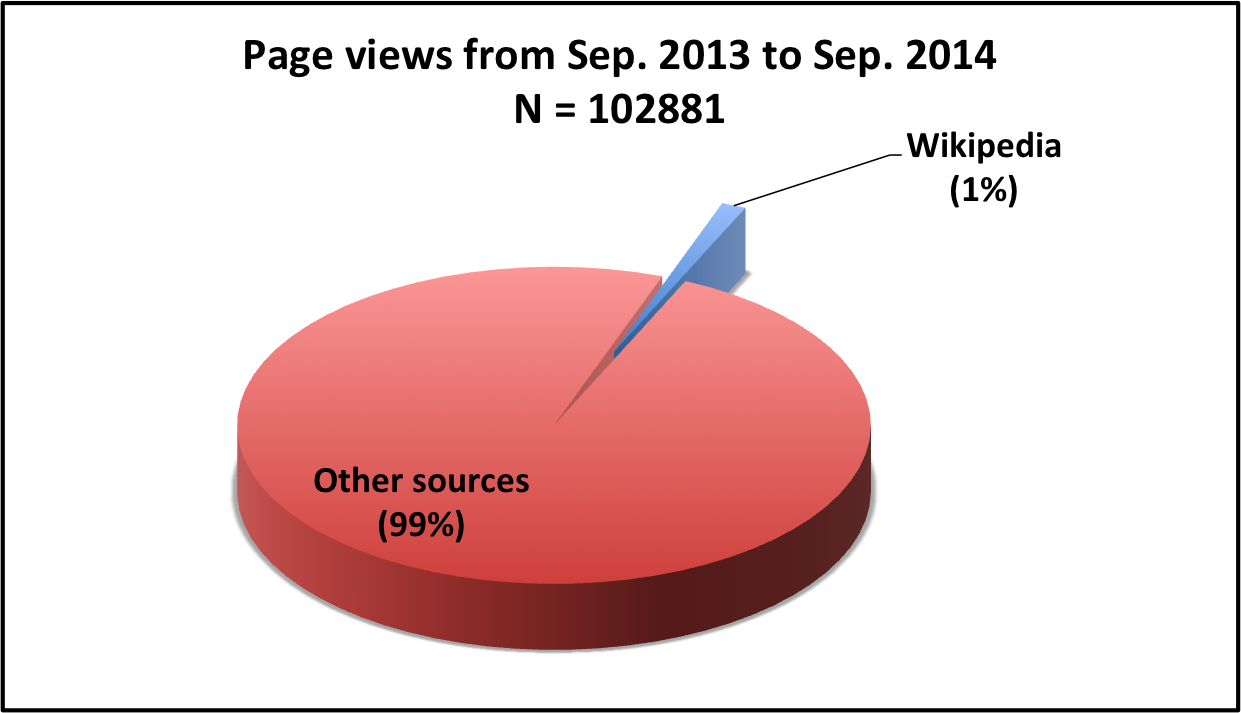 Page views from Sep. 2013 to Sep. 2014
N = 102881
Wikipedia
(1%)
Other sources
(99%)